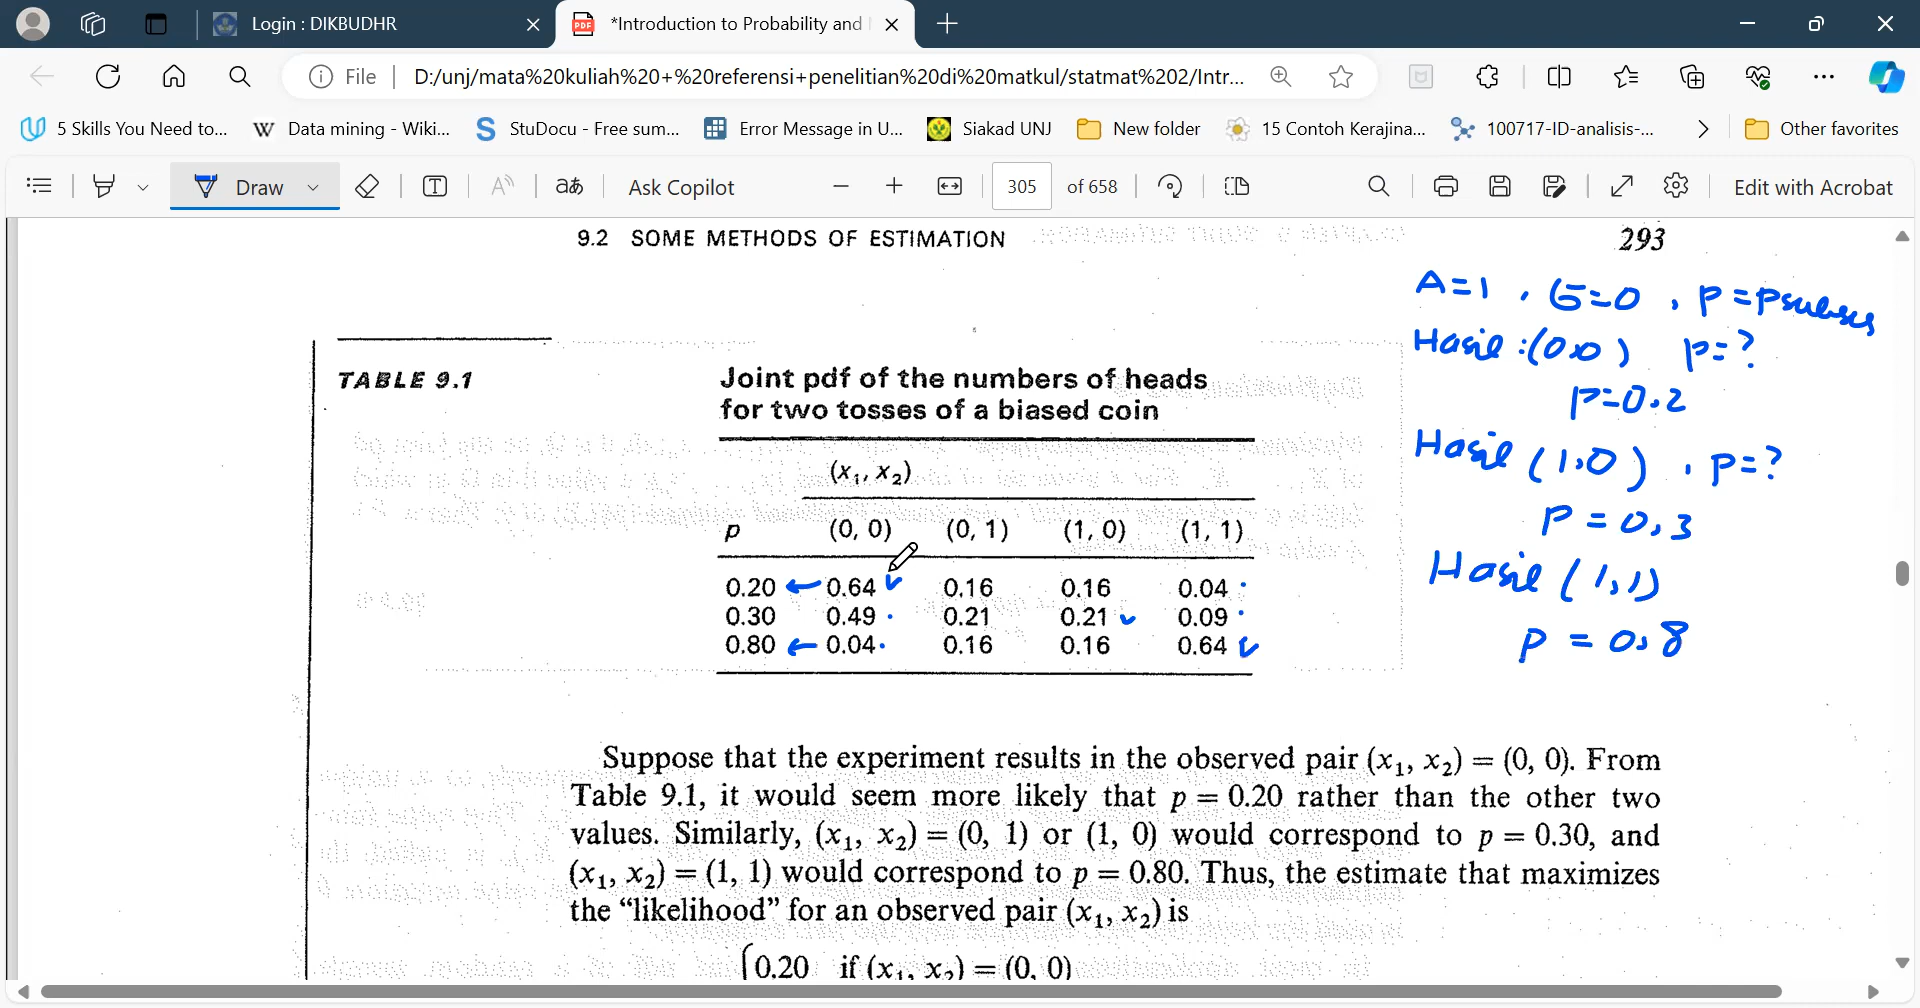 Login : DIKBUDHR
*Introduction to Probability and
File
D:/unj/mata%20kuliah%20+%20referensi+penelitian%20di%20matkul/statmat%202/Intr...
5 Skills You Need to...
Data mining - Wiki...
StuDocu - Free sum...
Error Message in U...
Siakad UNJ
New folder
15 Contoh Kerajina...
100717-ID-analisis-...
Other favorites
Draw
Ask Copilot
305 of 658
Edit with Acrobat
9.2 SOME METHODS OF ESTIMATION 293
A=1 , G=0 , p=psukses
Hasil :(0,0) p=?
p=0.2
Hasil (1,0) , p=?
p = 0,3
Hasil (1,1)
p = 0,8
TABLE 9.1
Joint pdf of the numbers of heads
for two tosses of a biased coin
(x₁, x₂)
p (0, 0) (0, 1) (1, 0) (1, 1)
0.20 0.64 0.16 0.16 0.04
0.30 0.49 0.21 0.21 0.09
0.80 0.04 0.16 0.16 0.64
Suppose that the experiment results in the observed pair (x₁, x₂) = (0, 0). From
Table 9.1, it would seem more likely that p = 0.20 rather than the other two
values. Similarly, (x₁, x₂) = (0, 1) or (1, 0) would correspond to p = 0.30, and
(x₁, x₂) = (1, 1) would correspond to p = 0.80. Thus, the estimate that maximizes
the “likelihood” for an observed pair (x₁, x₂) is
0.20 if (x₁, x₂) = (0, 0)